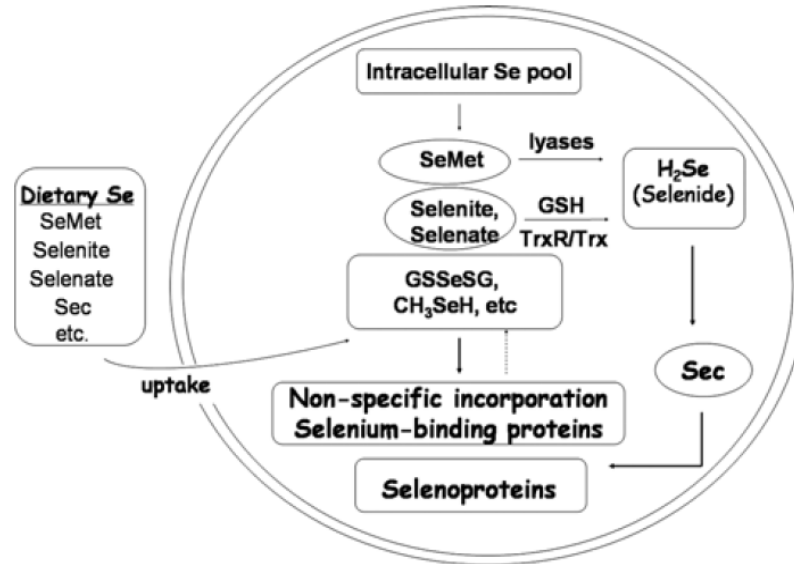 Intracellular Se pool
SeMet
lyases
H₂Se
(Selenide)
Selenite,
Selenate
GSH
TrxR/Trx
GSSeSG,
CH₃SeH, etc
Dietary Se
SeMet
Selenite
Selenate
Sec
etc.
uptake
Sec
Non-specific incorporation
Selenium-binding proteins
Selenoproteins